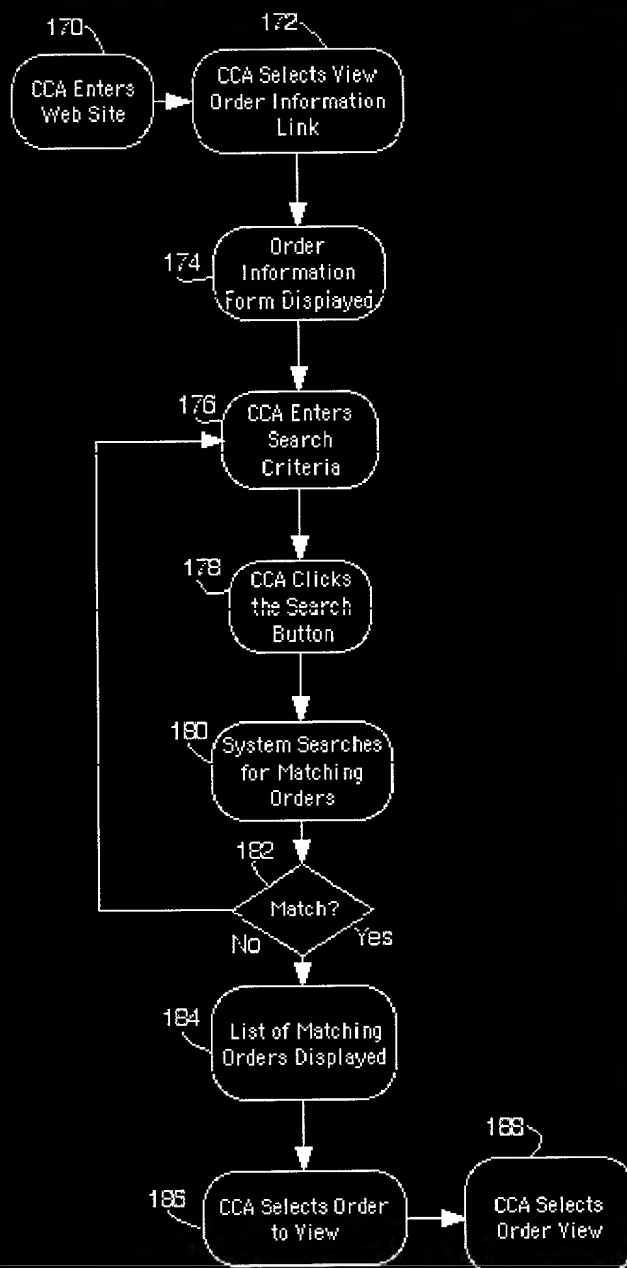 170
CCA Enters
Web Site
172
CCA Selects View
Order Information
Link
174
Order
Information
Form Displayed
176
CCA Enters
Search
Criteria
178
CCA Clicks
the Search
Button
180
System Searches
for Matching
Orders
182
Match?
No
Yes
184
List of Matching
Orders Displayed
186
CCA Selects Order
to View
188
CCA Selects
Order View